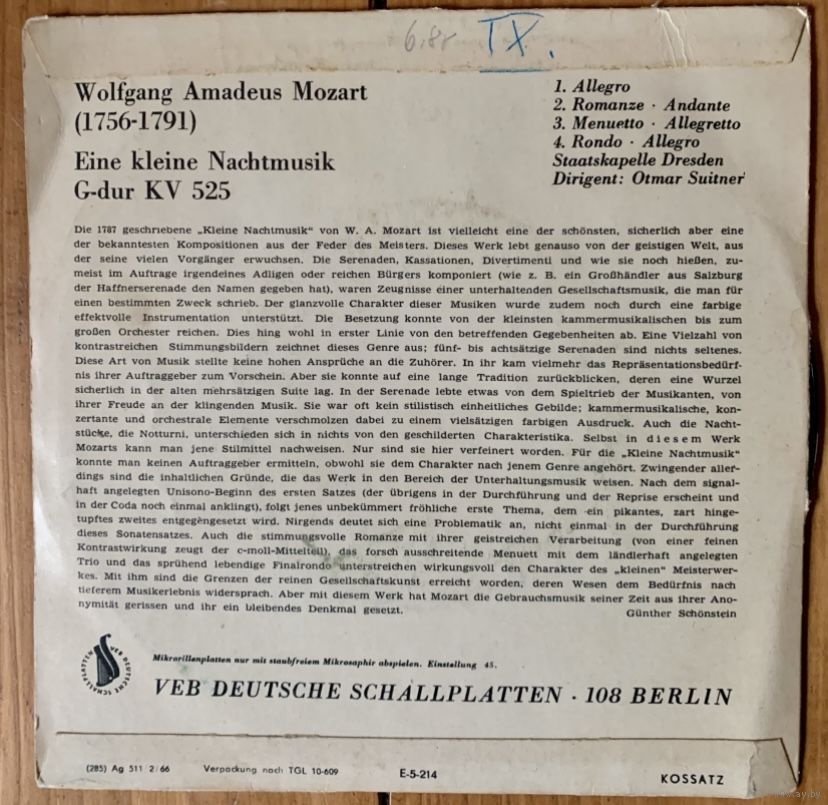 6,8
IX.
Wolfgang Amadeus Mozart
(1756-1791)
Eine kleine Nachtmusik
G-dur KV 525
1. Allegro
2. Romanze · Andante
3. Menuetto · Allegretto
4. Rondo · Allegro
Staatskapelle Dresden
Dirigent: Otmar Suitner
Die 1787 geschriebene „Kleine Nachtmusik“ von W. A. Mozart ist vielleicht eine der schönsten, sicherlich aber eine
der bekanntesten Kompositionen aus der Feder des Meisters. Dieses Werk lebt genauso von der geistigen Welt, aus
der seine vielen Vorgänger erwuchsen. Die Serenaden, Kassationen, Divertimenti und wie sie noch hießen, zu-
meist im Auftrage irgendeines Adligen oder reichen Bürgers komponiert (wie z. B. ein Großhändler aus Salzburg
der Haffnerserenade den Namen gegeben hat), waren Zeugnisse einer unterhaltenden Gesellschaftsmusik, die man für
einen bestimmten Zweck schrieb. Der glanzvolle Charakter dieser Musiken wurde zudem noch durch eine farbige
effektvolle Instrumentation unterstützt. Die Besetzung konnte von der kleinsten kammermusikalischen bis zum
großen Orchester reichen. Dies hing wohl in erster Linie von den betreffenden Gegebenheiten ab. Eine Vielzahl von
kontrastreichen Stimmungsbildern zeichnet dieses Genre aus; fünf- bis achtsätzige Serenaden sind nichts seltenes.
Diese Art von Musik stellte keine hohen Ansprüche an die Zuhörer. In ihr kam vielmehr das Repräsentationsbedürf-
nis ihrer Auftraggeber zum Vorschein. Aber sie konnte auf eine lange Tradition zurückblicken, deren eine Wurzel
sicherlich in der alten mehrsätzigen Suite lag. In der Serenade lebte etwas von dem Spieltrieb der Musikanten, von
ihrer Freude an der klingenden Musik. Sie war oft kein stilistisch einheitliches Gebilde; kammermusikalische, kon-
zertante und orchestrale Elemente verschmolzen dabei zu einem vielsätzigen farbigen Ausdruck. Auch die Nacht-
stücke, die Notturni, unterschieden sich in nichts von den geschilderten Charakteristika. Selbst in diesem Werk
Mozarts kann man jene Stilmittel nachweisen. Nur sind sie hier verfeinert worden. Für die „Kleine Nachtmusik“
konnte man keinen Auftraggeber ermitteln, obwohl sie dem Charakter nach jenem Genre angehört. Zwingender aller-
dings sind die inhaltlichen Gründe, die das Werk in den Bereich der Unterhaltungsmusik weisen. Nach dem signal-
haft angelegten Unisono-Beginn des ersten Satzes (der übrigens in der Durchführung und der Reprise erscheint und
in der Coda noch einmal anklingt), folgt jenes unbekümmert fröhliche erste Thema, dem ein pikantes, zart hinge-
tupftes zweites entgegengesetzt wird. Nirgends deutet sich eine Problematik an, nicht einmal in der Durchführung
dieses Sonatensatzes. Auch die stimmungsvolle Romanze mit ihrer geistreichen Verarbeitung (von einer feinen
Kontrastwirkung zeugt der c-moll-Mittelteil), das forsch ausschreitende Menuett mit dem ländlerhaft angelegten
Trio und das sprühend lebendige Finalrondo unterstreichen wirkungsvoll den Charakter des „kleinen“ Meisterwer-
kes. Mit ihm sind die Grenzen der reinen Gesellschaftskunst erreicht worden, deren Wesen dem Bedürfnis nach
tieferem Musikerlebnis widersprach. Aber mit diesem Werk hat Mozart die Gebrauchsmusik seiner Zeit aus ihrer Ano-
nymität gerissen und ihr ein bleibendes Denkmal gesetzt.
Günther Schönstein
VEB DEUTSCHE SCHALLPLATTEN
Mikrorillenplatten nur mit staubfreiem Mikrosaphir abspielen. Einstellung 45.
VEB DEUTSCHE SCHALLPLATTEN · 108 BERLIN
(285) Ag 511 2/66
Verpackung nach TGL 10-609
E-5-214
KOSSATZ
www.ay.by